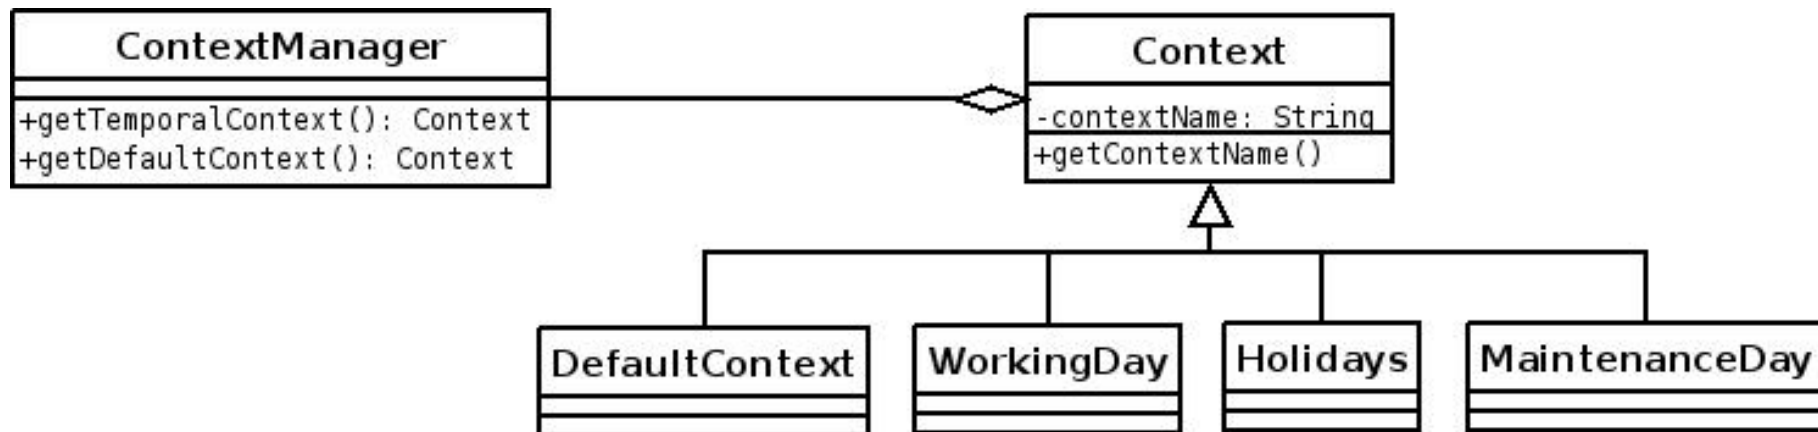 ContextManager
+getTemporalContext(): Context
+getDefaultContext(): Context
Context
-contextName: String
+getContextName()
DefaultContext
WorkingDay
Holidays
MaintenanceDay